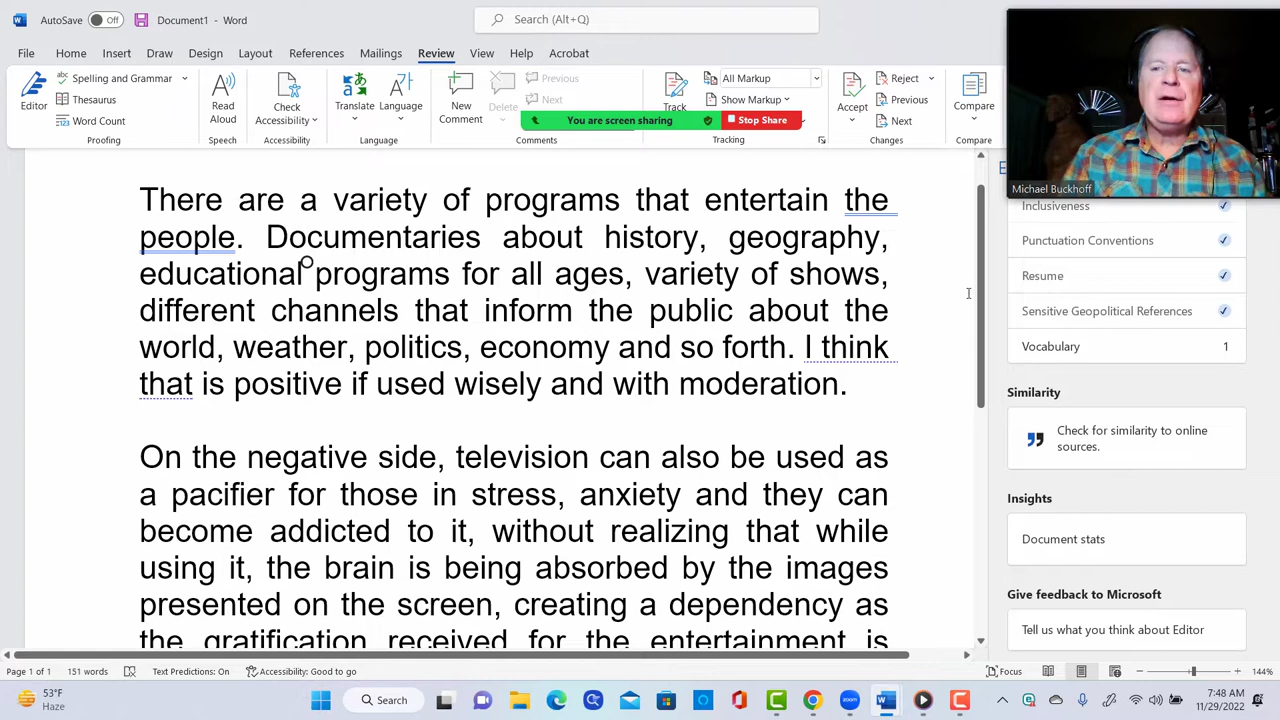 AutoSave Off Document1 - Word Search (Alt+Q)
File Home Insert Draw Design Layout References Mailings Review View Help Acrobat
Editor
Spelling and Grammar
Thesaurus
Word Count
Proofing
Read Aloud
Speech
Check Accessibility
Accessibility
Translate
Language
Language
New Comment
Delete
Previous
Next
Comments
You are screen sharing Stop Share
Track
All Markup
Show Markup
Tracking
Accept
Reject
Previous
Next
Changes
Compare
Compare
Michael Buckhoff
There are a variety of programs that entertain the
people. Documentaries about history, geography,
educational programs for all ages, variety of shows,
different channels that inform the public about the
world, weather, politics, economy and so forth. I think
that is positive if used wisely and with moderation.
On the negative side, television can also be used as
a pacifier for those in stress, anxiety and they can
become addicted to it, without realizing that while
using it, the brain is being absorbed by the images
presented on the screen, creating a dependency as
the gratification received for the entertainment is
Inclusiveness
Punctuation Conventions
Resume
Sensitive Geopolitical References
Vocabulary 1
Similarity
Check for similarity to online
sources.
Insights
Document stats
Give feedback to Microsoft
Tell us what you think about Editor
Page 1 of 1 151 words Text Predictions: On Accessibility: Good to go Focus 144%
53°F
Haze
Search
7:48 AM
11/29/2022